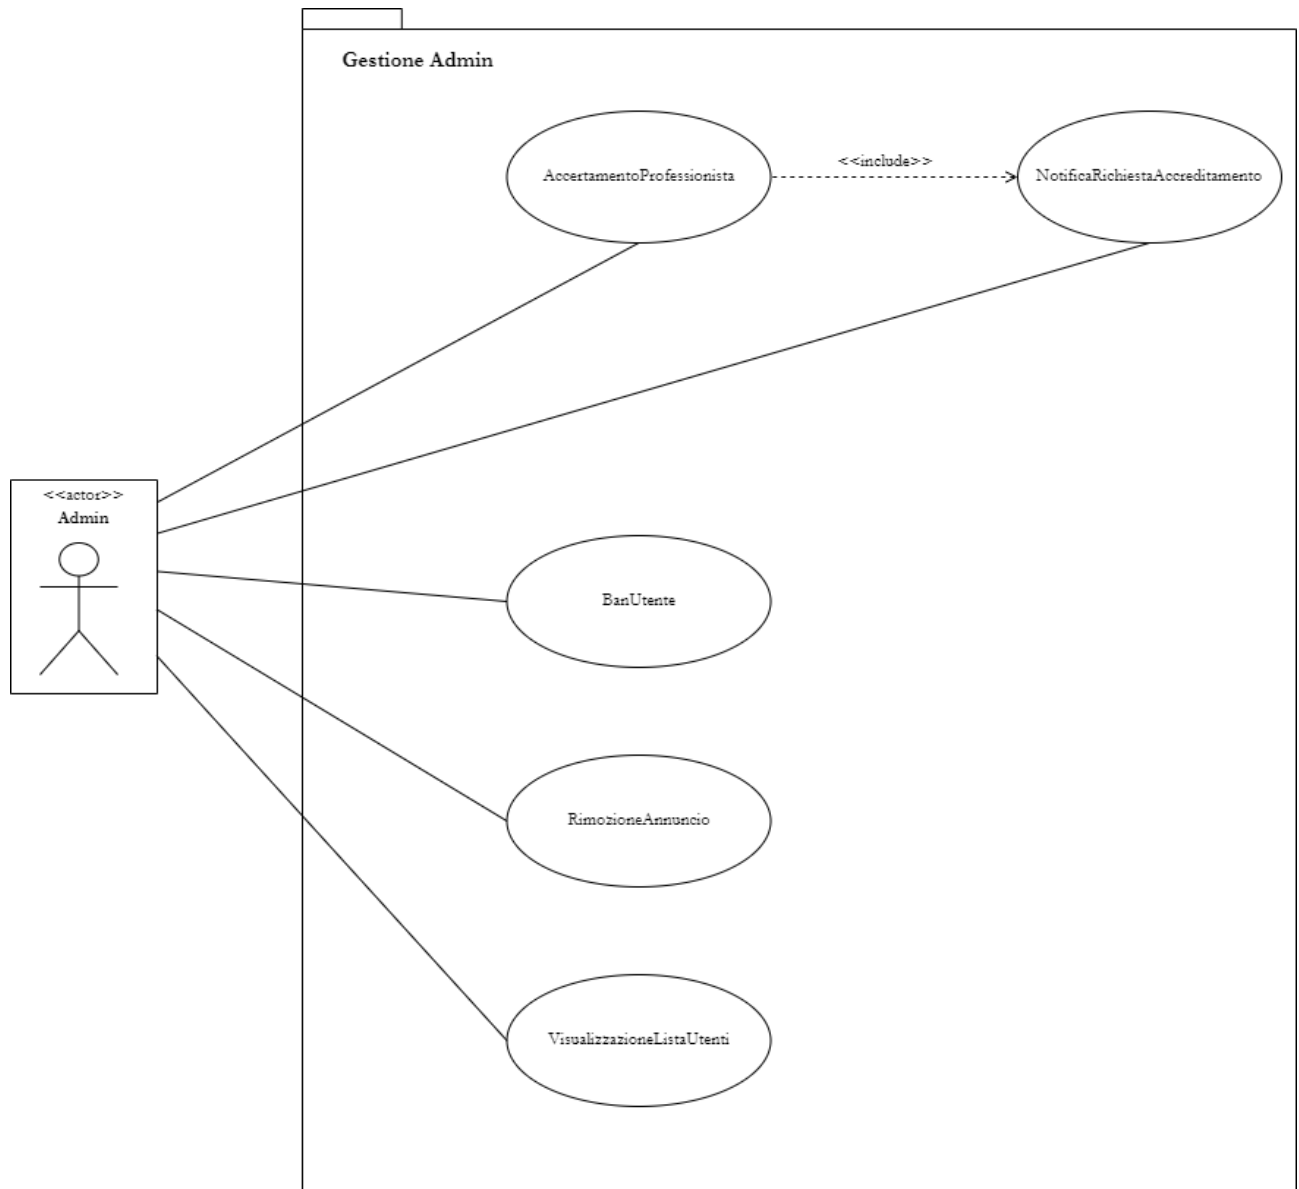 Gestione Admin
<<include>>
AccertamentoProfessionista
NotificaRichiestaAccreditamento
<<actor>>
Admin
BanUtente
RimozioneAnnuncio
VisualizzazioneListaUtenti